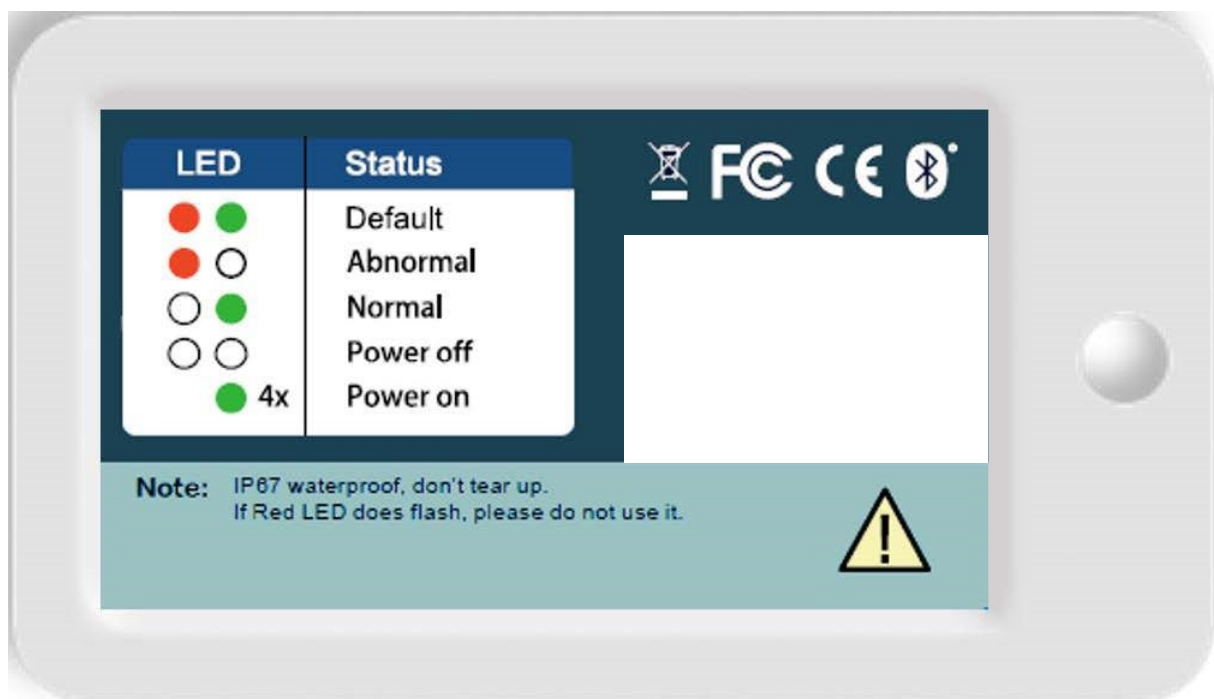 LED Status
Default
Abnormal
Normal
Power off
4x Power on
FC CE
Note: IP67 waterproof, don't tear up.
If Red LED does flash, please do not use it.
!